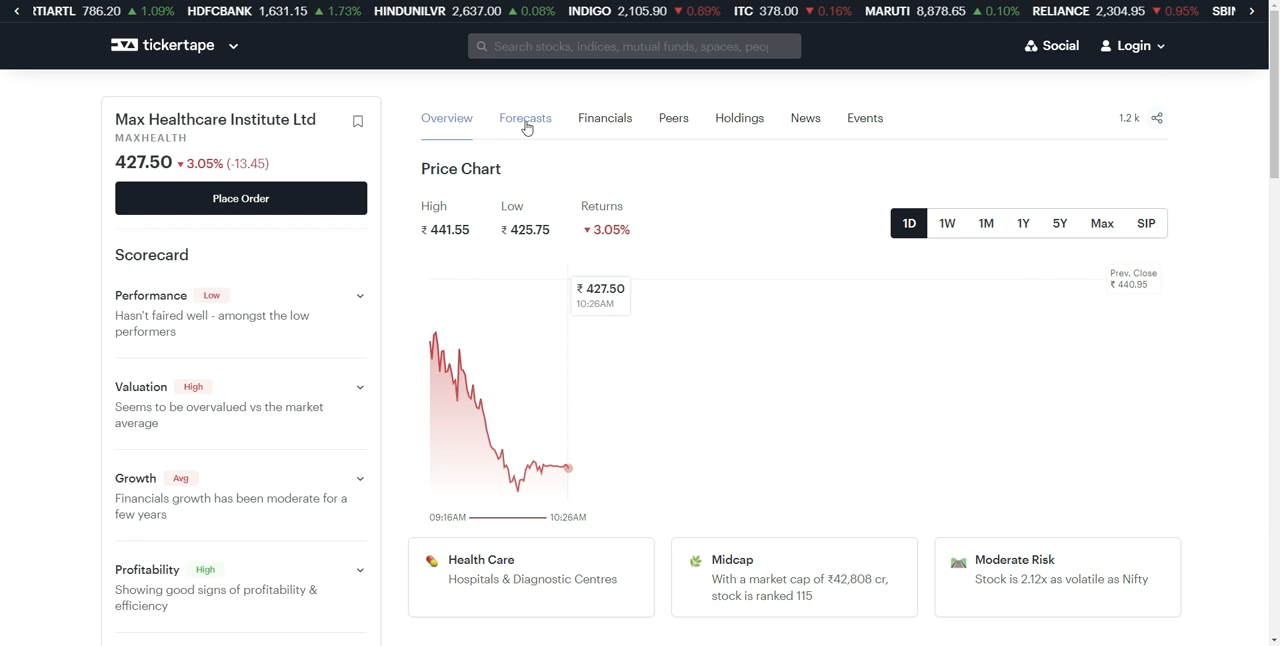 RTIARTL 786.20 ▲ 1.09% HDFCBANK 1,631.15 ▲ 1.73% HINDUNILVR 2,637.00 ▲ 0.08% INDIGO 2,105.90 ▼ 0.89% ITC 378.00 ▼ 0.16% MARUTI 8,878.65 ▲ 0.10% RELIANCE 2,304.95 ▼ 0.95% SBIN
tickertape
Search stocks, indices, mutual funds, spaces, peop
Social Login
Max Healthcare Institute Ltd
MAXHEALTH
427.50 ▼ 3.05% (-13.45)
Place Order
Scorecard
Performance Low
Hasn't faired well - amongst the low
performers
Valuation High
Seems to be overvalued vs the market
average
Growth Avg
Financials growth has been moderate for a
few years
Profitability High
Showing good signs of profitability &
efficiency
Overview Forecasts Financials Peers Holdings News Events
1.2 k
Price Chart
High Low Returns
₹ 441.55 ₹ 425.75 ▼ 3.05%
1D 1W 1M 1Y 5Y Max SIP
Prev. Close
₹ 440.95
₹ 427.50
10:26AM
09:16AM 10:26AM
Health Care
Hospitals & Diagnostic Centres
Midcap
With a market cap of ₹42,808 cr,
stock is ranked 115
Moderate Risk
Stock is 2.12x as volatile as Nifty